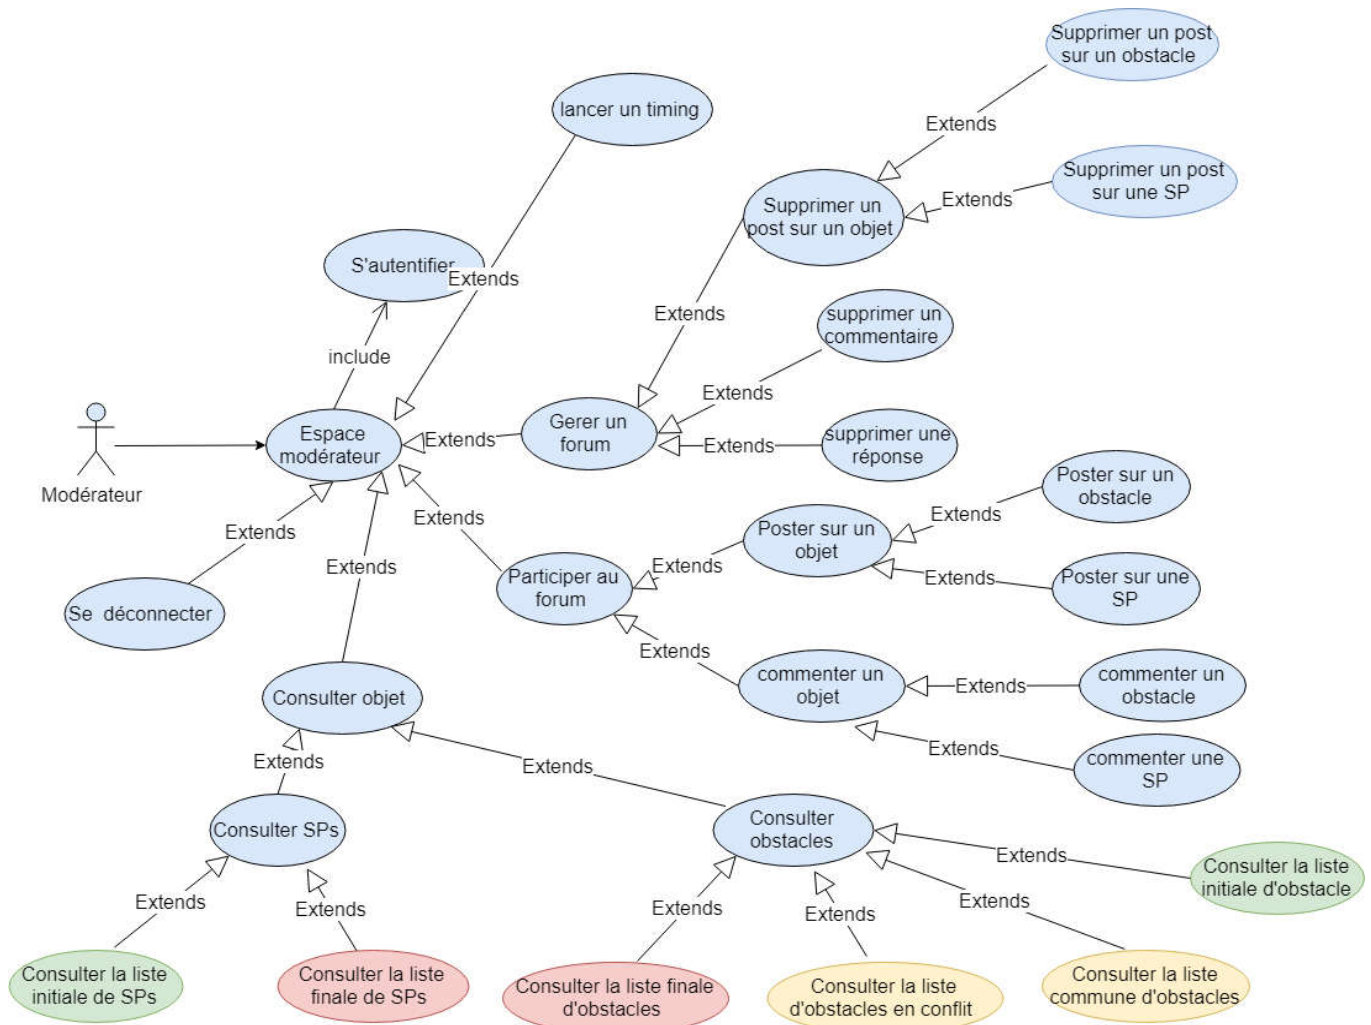 Supprimer un post
sur un obstacle
lancer un timing
Extends
Supprimer un post
sur une SP
Extends
Supprimer un
post sur un objet
S'autentifier
Extends
Extends
supprimer un
commentaire
include
Extends
Espace
modérateur
Extends
Gerer un
forum
Extends
supprimer une
réponse
Modérateur
Poster sur un
obstacle
Extends
Extends
Extends
Poster sur un
objet
Extends
Extends
Participer au
forum
Extends
Poster sur une
SP
Se  déconnecter
Extends
Consulter objet
commenter un
objet
Extends
commenter un
obstacle
Extends
Extends
Extends
commenter une
SP
Consulter SPs
Consulter
obstacles
Extends
Consulter la liste
initiale d'obstacle
Extends
Extends
Extends
Extends
Extends
Consulter la liste
initiale de SPs
Consulter la liste
finale de SPs
Consulter la liste finale
d'obstacles
Consulter la liste
d'obstacles en conflit
Consulter la liste
commune d'obstacles